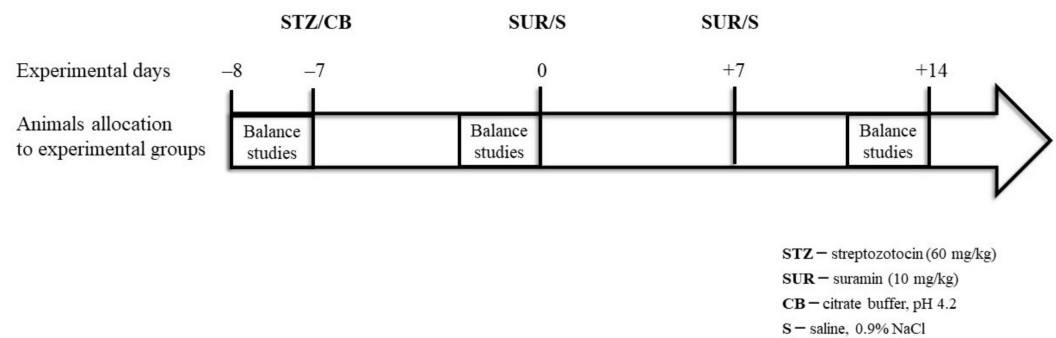 STZ/CB SUR/S SUR/S
Experimental days –8 –7 0 +7 +14
Animals allocation
to experimental groups
Balance
studies
Balance
studies
Balance
studies
STZ – streptozotocin (60 mg/kg)
SUR – suramin (10 mg/kg)
CB – citrate buffer, pH 4.2
S – saline, 0.9% NaCl